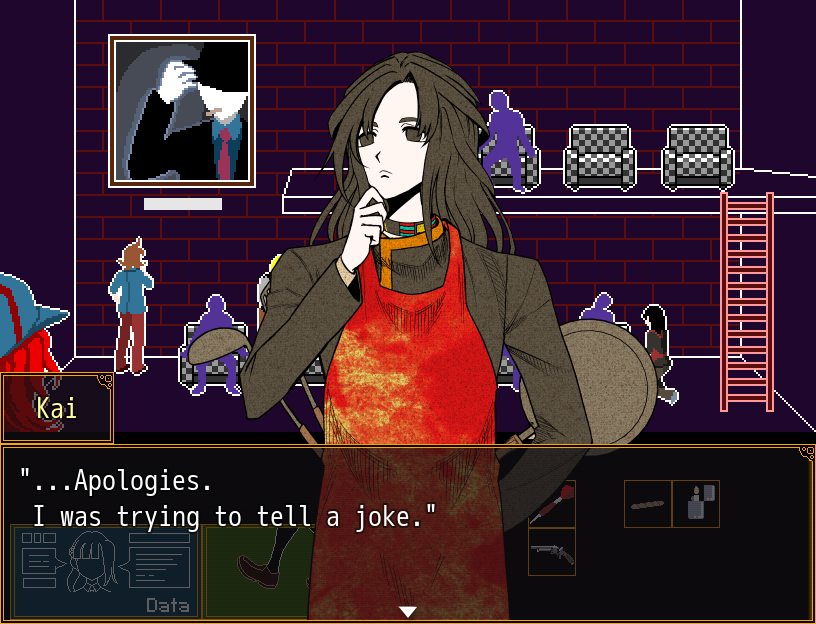 Kai
"...Apologies.
I was trying to tell a joke."
Data